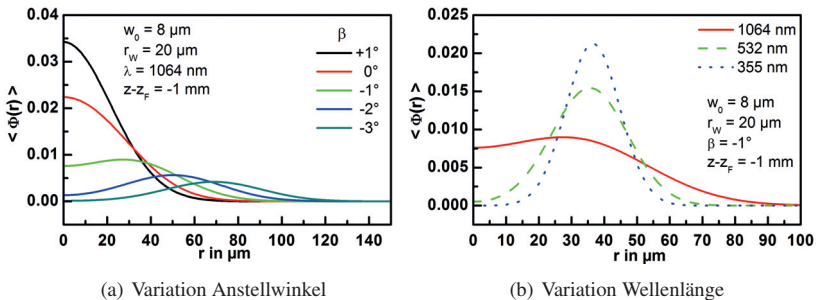 (a)
0.04
0.03
0.02
0.01
0.00
< Φ(r) >
w₀ = 8 µm
r_W = 20 µm
λ = 1064 nm
z-z_F = -1 mm
β
+1°
0°
-1°
-2°
-3°
0 20 40 60 80 100 120 140
r in µm
(b)
0.025
0.020
0.015
0.010
0.005
0.000
< Φ(r) >
1064 nm
532 nm
355 nm
w₀ = 8 µm
r_W = 20 µm
β = -1°
z-z_F = -1 mm
0 10 20 30 40 50 60 70 80 90 100
r in µm
(a) Variation Anstellwinkel
(b) Variation Wellenlänge